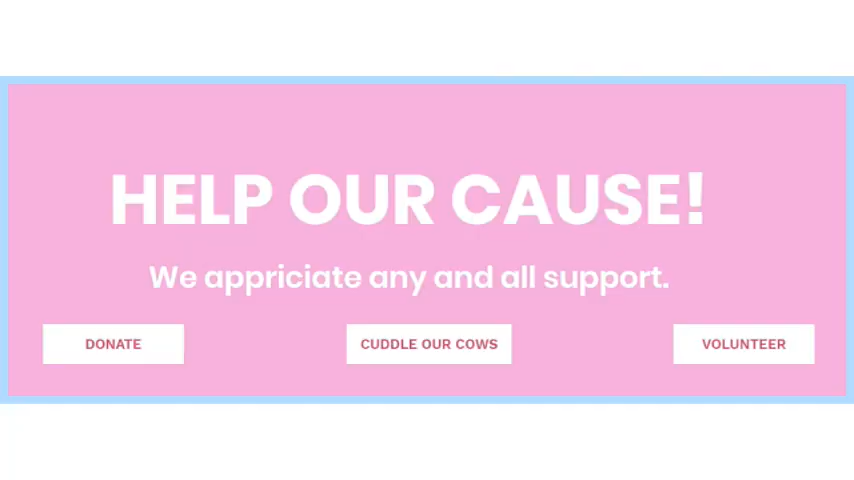 HELP OUR CAUSE!
We appriciate any and all support.
DONATE
CUDDLE OUR COWS
VOLUNTEER